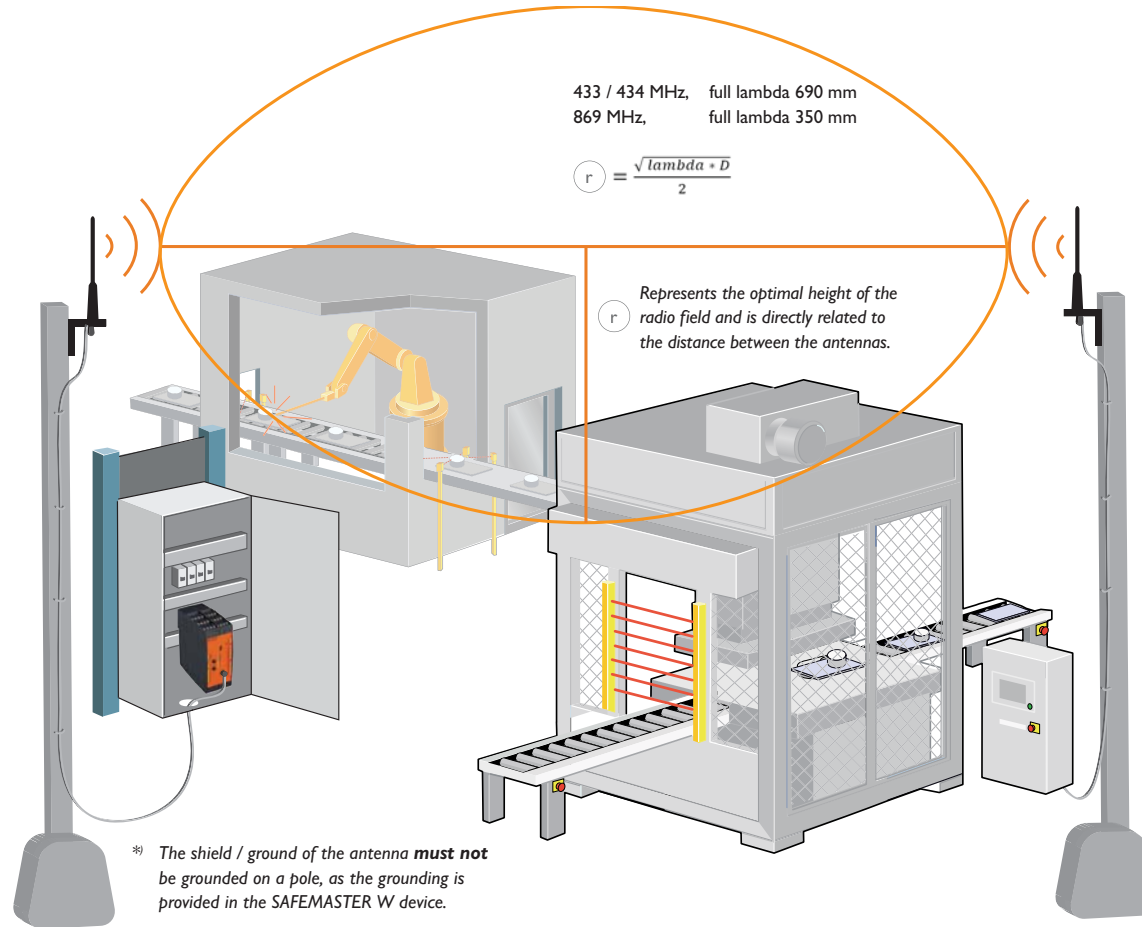 433 / 434 MHz, full lambda 690 mm
869 MHz, full lambda 350 mm
r = √lambda * D / 2
r Represents the optimal height of the
radio field and is directly related to
the distance between the antennas.
*) The shield / ground of the antenna must not
be grounded on a pole, as the grounding is
provided in the SAFEMASTER W device.